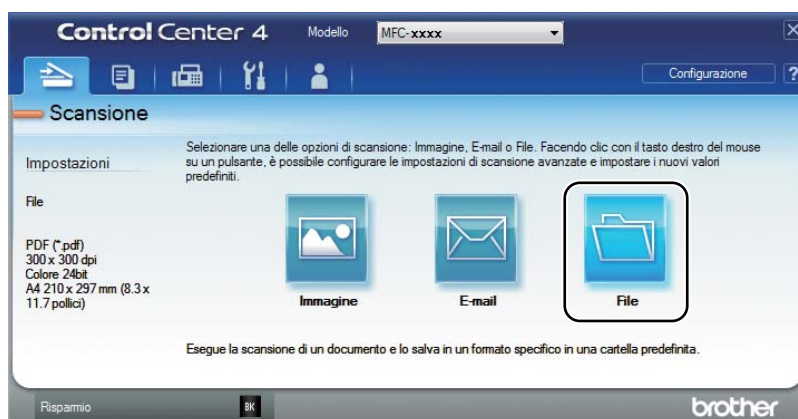 Control Center 4
Modello
MFC-xxxx
X
Configurazione
?
Scansione
Impostazioni
File
PDF (*.pdf)
300 x 300 dpi
Colore 24bit
A4 210 x 297 mm (8.3 x
11.7 pollici)
Selezionare una delle opzioni di scansione: Immagine, E-mail o File. Facendo clic con il tasto destro del mouse
su un pulsante, è possibile configurare le impostazioni di scansione avanzate e impostare i nuovi valori
predefiniti.
Immagine
E-mail
File
Esegue la scansione di un documento e lo salva in un formato specifico in una cartella predefinita.
Risparmio
BK
brother